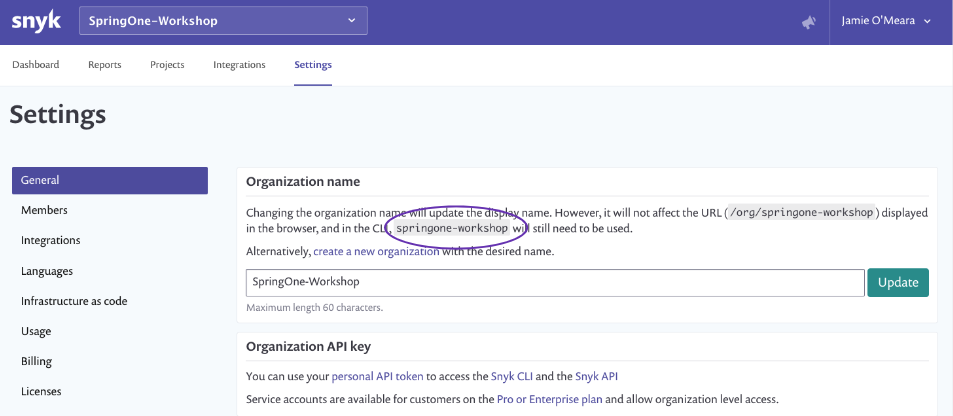 snyk SpringOne-Workshop Jamie O'Meara
Dashboard Reports Projects Integrations Settings
Settings
General
Members
Integrations
Languages
Infrastructure as code
Usage
Billing
Licenses
Organization name
Changing the organization name will update the display name. However, it will not affect the URL ( /org/springone-workshop ) displayed
in the browser, and in the CLI, springone-workshop will still need to be used.
Alternatively, create a new organization with the desired name.
SpringOne-Workshop Update
Maximum length 60 characters.
Organization API key
You can use your personal API token to access the Snyk CLI and the Snyk API
Service accounts are available for customers on the Pro or Enterprise plan and allow organization level access.